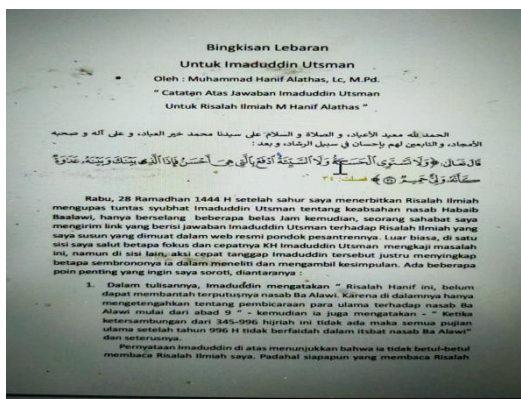 Bingkisan Lebaran
Untuk Imaduddin Utsman
Oleh : Muhammad Hanif Alathas, Lc, M.Pd.
" Catatan Atas Jawaban Imaduddin Utsman
Untuk Risalah Ilmiah M Hanif Alathas "
الحمد لله معيد الأعياد، و الصلاة و السلام على سيدنا محمد خير العباد، و على آله و صحبه
الأمجاد، و التابعين لهم بإحسان في سبيل الرشاد، و بعد :
قال تعالى: ﴿وَلَا تَسْتَوِي الْحَسَنَةُ وَلَا السَّيِّئَةُ ادْفَعْ بِالَّتِي هِيَ أَحْسَنُ فَإِذَا الَّذِي بَيْنَكَ وَبَيْنَهُ عَدَاوَةٌ
كَأَنَّهُ وَلِيٌّ حَمِيمٌ ﴾ فصلت: ٣٤
Rabu, 28 Ramadhan 1444 H setelah sahur saya menerbitkan Risalah Ilmiah
mengupas tuntas syubhat Imaduddin Utsman tentang keabsahan nasab Habaib
Baalawi, hanya berselang beberapa belas Jam kemudian, seorang sahabat saya
mengirim link yang berisi jawaban Imaduddin Utsman terhadap Risalah Ilmiah yang
saya susun yang dimuat dalam web resmi pondok pesantrennya. Luar biasa, di satu
sisi saya salut betapa fokus dan cepatnya KH Imaduddin Utsman mengkaji masalah
ini, namun di sisi lain, aksi cepat tanggap Imaduddin tersebut justru menyingkap
betapa sembrononya ia dalam meneliti dan mengambil kesimpulan. Ada beberapa
poin penting yang ingin saya soroti, diantaranya :
1. Dalam tulisannya, Imaduddin mengatakan " Risalah Hanif ini, belum
dapat membantah terputusnya nasab Ba Alawi. Karena di dalamnya hanya
mengetengahkan tentang pembicaraan para ulama terhadap nasab Ba
Alawi mulai dari abad 9 " - kemudian ia juga mengatakan - " Ketika
ketersambungan dari 345-996 hijriah ini tidak ada maka semua pujian
ulama setelah tahun 996 H tidak berfaidah dalam itsbat nasab Ba Alawi"
dan seterusnya.
Pernyataan Imaduddin di atas menunjukkan bahwa ia tidak betul-betul
membaca Risalah Ilmiah saya. Padahal siapapun yang membaca Risalah